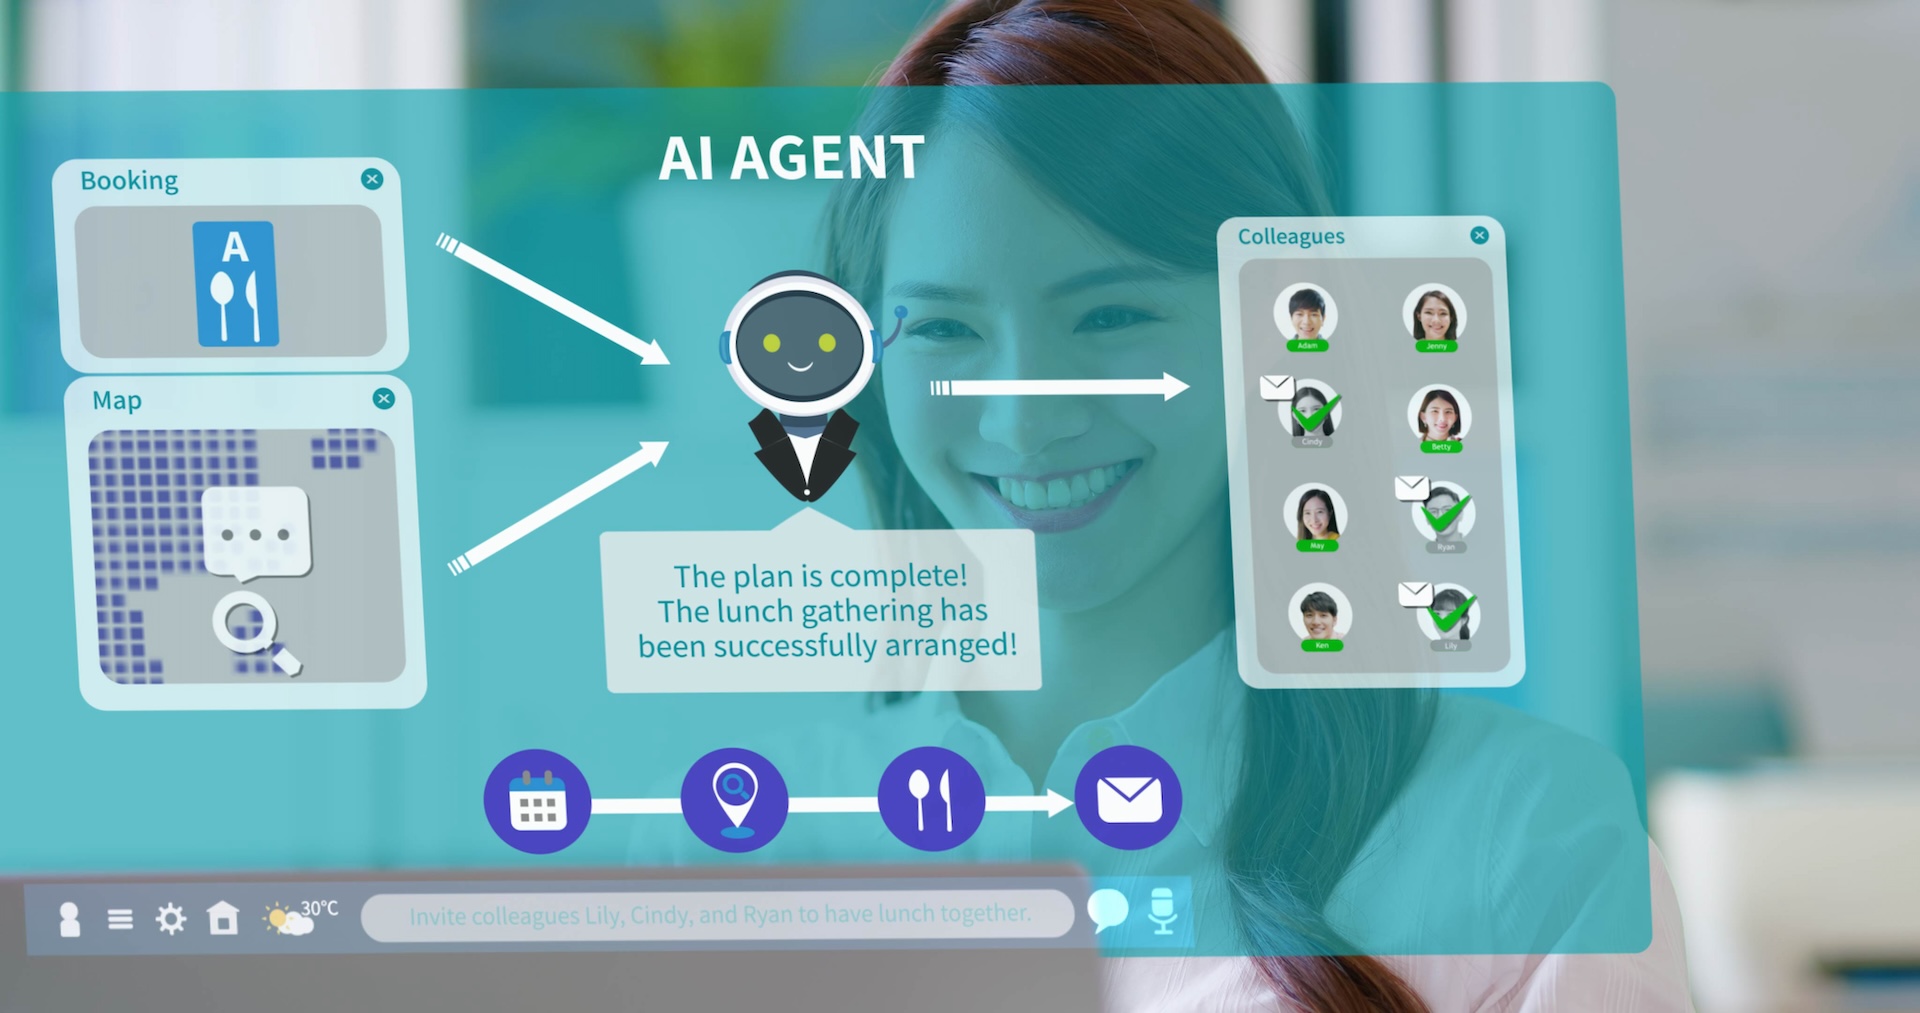 AI AGENT
Booking
A
Map
The plan is complete!
The lunch gathering has
been successfully arranged!
Colleagues
Adam
Jenny
Cindy
Betty
May
Ryan
Ken
Lily
30°C
Invite colleagues Lily, Cindy, and Ryan to have lunch together.